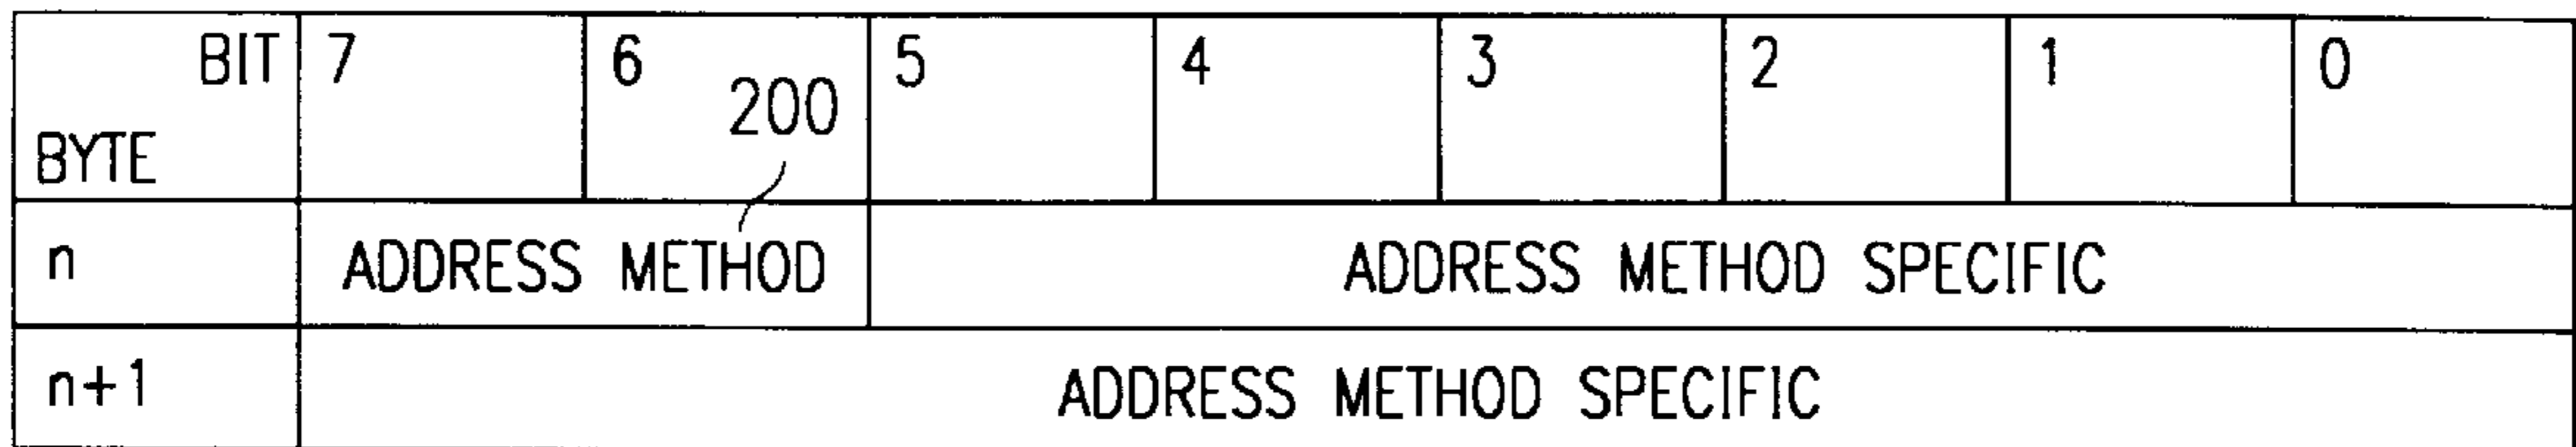 BIT 7 6 5 4 3 2 1 0
200
BYTE
n ADDRESS METHOD ADDRESS METHOD SPECIFIC
n+1 ADDRESS METHOD SPECIFIC